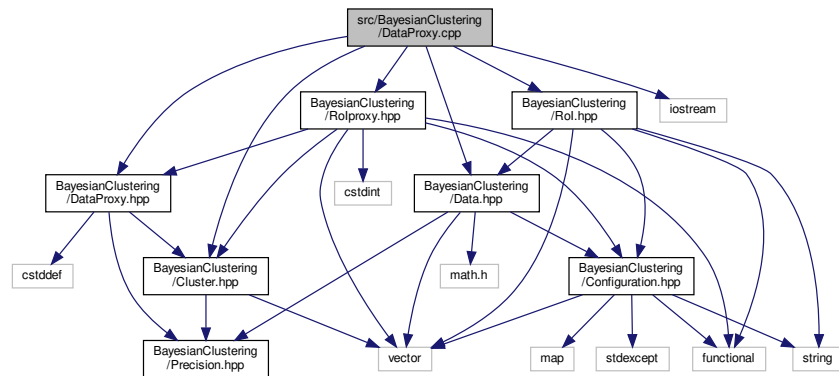 src/BayesianClustering
/DataProxy.cpp
BayesianClustering
/RoIproxy.hpp
BayesianClustering
/RoI.hpp
iostream
BayesianClustering
/DataProxy.hpp
cstdint
BayesianClustering
/Data.hpp
cstddef
BayesianClustering
/Cluster.hpp
math.h
BayesianClustering
/Configuration.hpp
BayesianClustering
/Precision.hpp
vector
map
stdexcept
functional
string